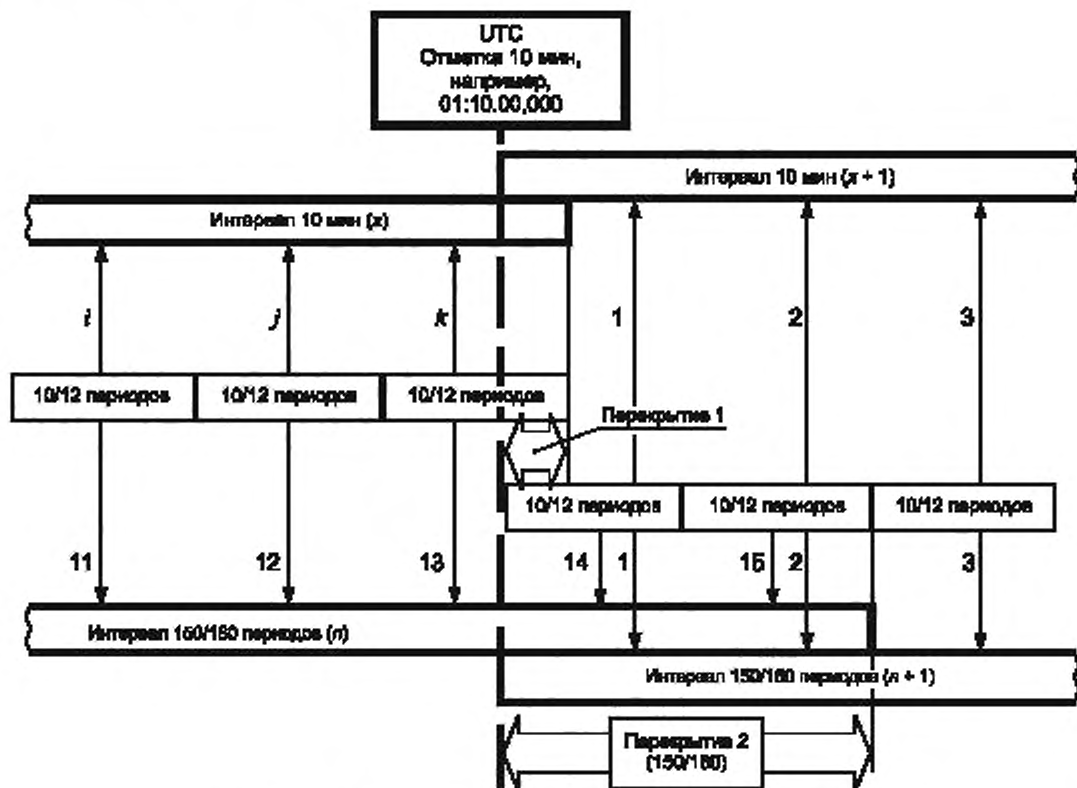 UTC
Отметка 10 мин,
например,
01:10.00,000
Интервал 10 мин (x + 1)
Интервал 10 мин (x)
i
j
k
1
2
3
10/12 периодов
10/12 периодов
10/12 периодов
Перекрытие 1
10/12 периодов
10/12 периодов
10/12 периодов
11
12
13
14
1
15
2
3
Интервал 150/180 периодов (n)
Интервал 150/180 периодов (n + 1)
Перекрытие 2
(150/180)